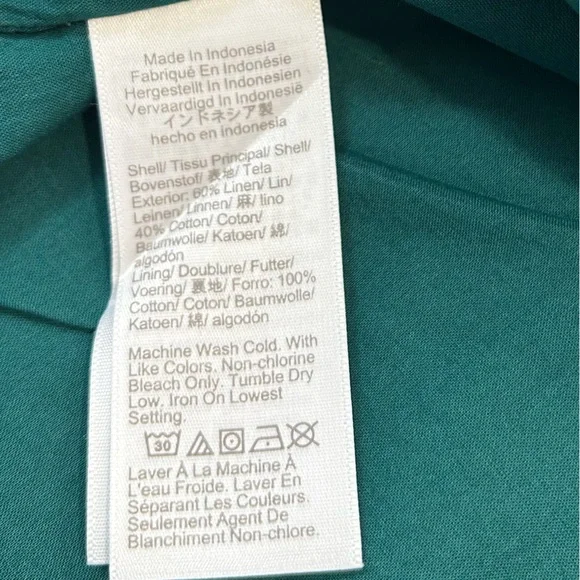 Made In Indonesia
Fabriqué En Indonésie
Hergestellt In Indonesien
Vervaardigd In Indonesië
インドネシア製
hecho en indonesia
Shell/ Tissu Principal/ Shell/
Bovenstof/ 表地/ Tela
Exterior: 60% Linen/ Lin/
Leinen/ Linnen/ 麻/ lino
40% Cotton/ Coton/
Baumwolle/ Katoen/ 綿/
algodón
Lining/ Doublure/ Futter/
Voering/ 裏地/ Forro: 100%
Cotton/ Coton/ Baumwolle/
Katoen/ 綿/ algodón
Machine Wash Cold. With
Like Colors. Non-chlorine
Bleach Only. Tumble Dry
Low. Iron On Lowest
Setting.
30
Laver À La Machine À
L'eau Froide. Laver En
Séparant Les Couleurs.
Seulement Agent De
Blanchiment Non-chlore.